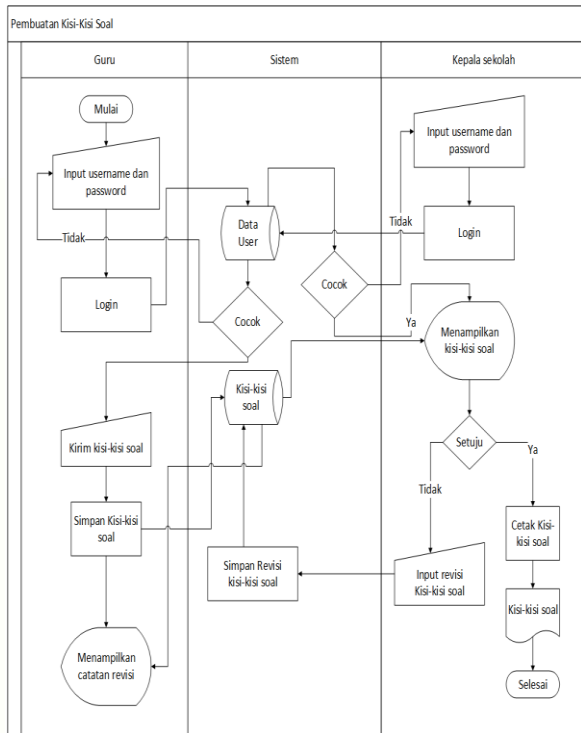 Pembuatan Kisi-Kisi Soal
Guru
Sistem
Kepala sekolah
Mulai
Input username dan
password
Tidak
Login
Data
User
Cocok
Cocok
Input username dan
password
Tidak
Login
Ya
Menampilkan
kisi-kisi soal
Kisi-kisi
soal
Kirim kisi-kisi soal
Simpan Kisi-kisi
soal
Menampilkan
catatan revisi
Simpan Revisi
kisi-kisi soal
Setuju
Tidak
Ya
Input revisi
Kisi-kisi soal
Cetak Kisi-
kisi soal
Kisi-kisi soal
Selesai